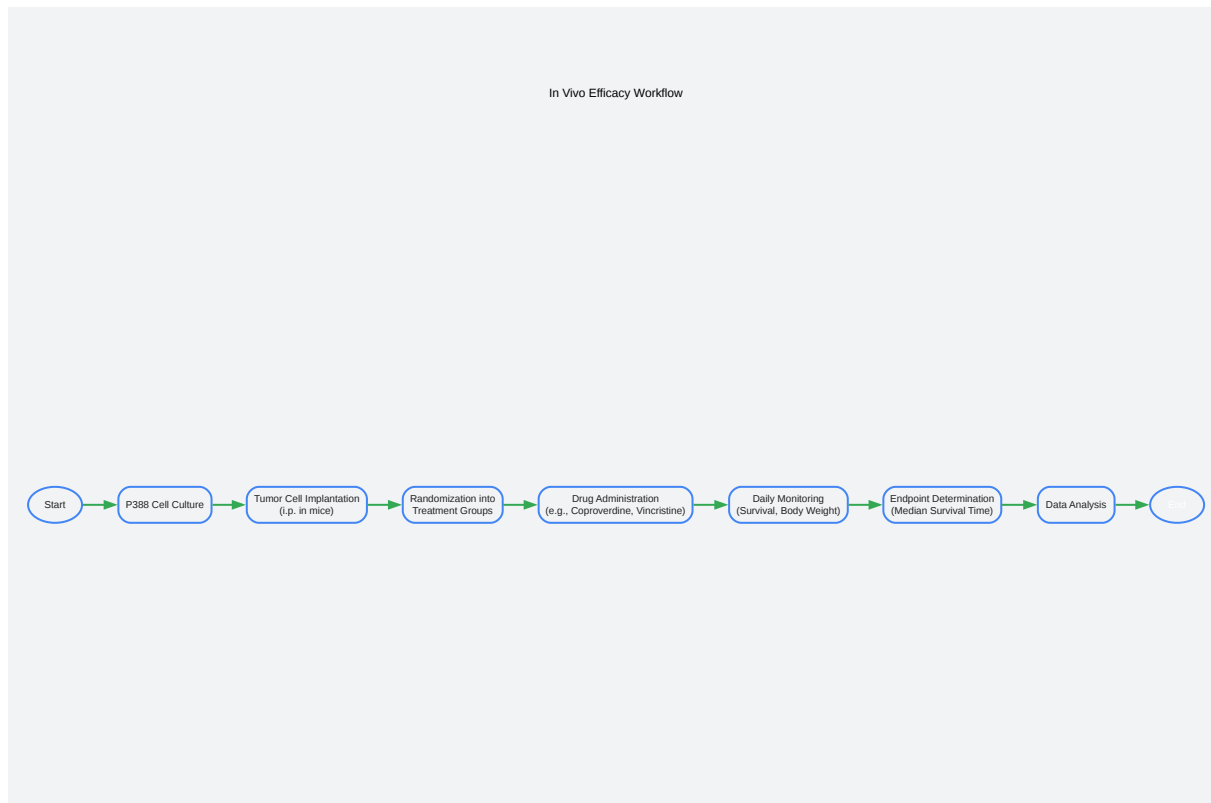 In Vivo Efficacy Workflow
Start
P388 Cell Culture
Tumor Cell Implantation
(i.p. in mice)
Randomization into
Treatment Groups
Drug Administration
(e.g., Coproverdine, Vincristine)
Daily Monitoring
(Survival, Body Weight)
Endpoint Determination
(Median Survival Time)
Data Analysis
End